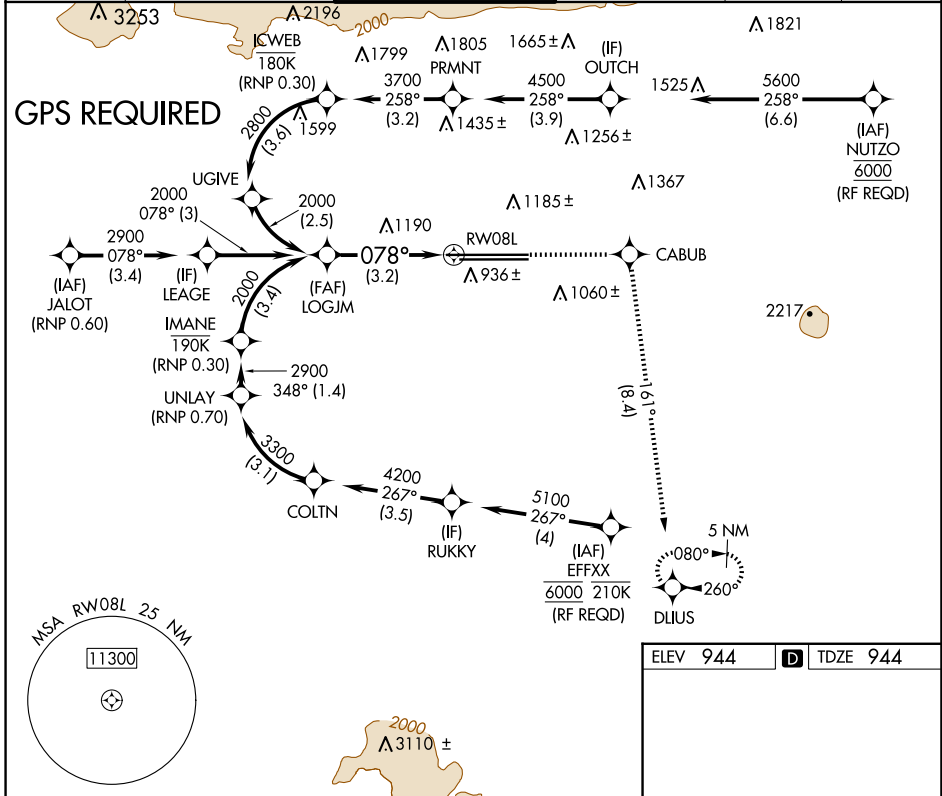 3253
2196
2000
1821
ICWEB
180K
(RNP 0.30)
1799
1805
PRMNT
1665±
(IF)
OUTCH
GPS REQUIRED
3700
258°
(3.2)
4500
258°
(3.9)
1525
5600
258°
(6.6)
1599
1435±
1256±
(IAF)
NUTZO
6000
(RF REQD)
2800
(3.6)
UGIVE
2000
(2.5)
2000
078° (3)
1190
1185±
1367
2900
078°
(3.4)
(IAF)
JALOT
(RNP 0.60)
(IF)
LEAGE
(FAF)
LOGJM
078°
(3.2)
RW08L
936±
CABUB
1060±
2217
2000
(3.4)
IMANE
190K
(RNP 0.30)
2900
348° (1.4)
UNLAY
(RNP 0.70)
161°
(8.4)
3300
(3.1)
COLTN
4200
267°
(3.5)
(IF)
RUKKY
5100
267°
(4)
(IAF)
EFFXX
6000 210K
(RF REQD)
5 NM
080°
260°
DLIUS
MSA RW08L 25 NM
11300
ELEV 944 D TDZE 944
2000
3110 ±